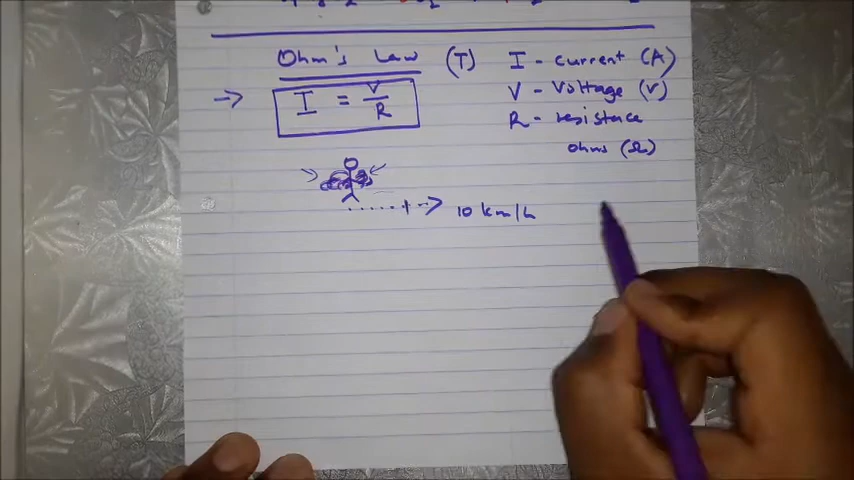 Ohm's Law (T)
I - current (A)
→ I = V/R
V - Voltage (V)
R - resistance
ohms (Ω)
10 km/h